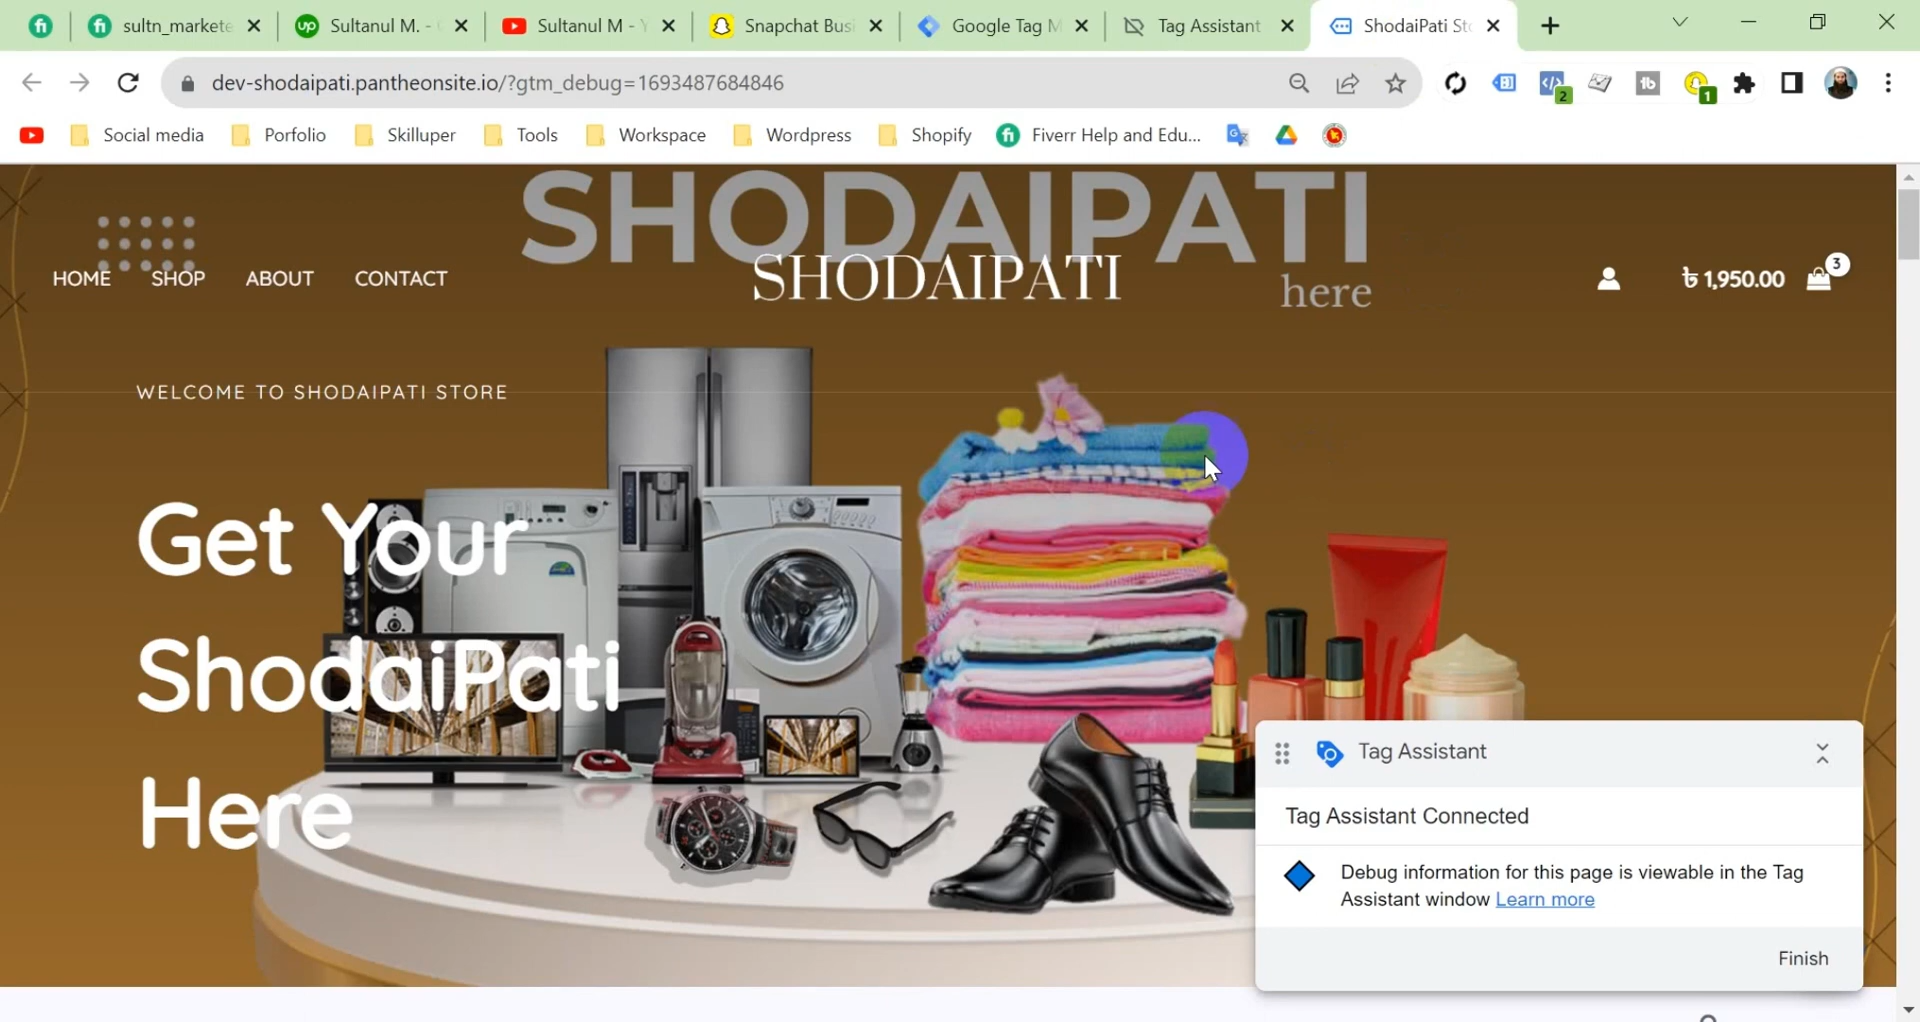 sultn_markete
Sultanul M. -
Sultanul M - Y
Snapchat Busi
Google Tag M
Tag Assistant
ShodaiPati Sto
dev-shodaipati.pantheonsite.io/?gtm_debug=1693487684846
2
1
Social media
Porfolio
Skilluper
Tools
Workspace
Wordpress
Shopify
Fiverr Help and Edu...
SHODAIPATI
here
HOME
SHOP
ABOUT
CONTACT
SHODAIPATI
৳ 1,950.00
3
WELCOME TO SHODAIPATI STORE
Get Your
ShodaiPati
Here
Tag Assistant
Tag Assistant Connected
Debug information for this page is viewable in the Tag
Assistant window Learn more
Finish